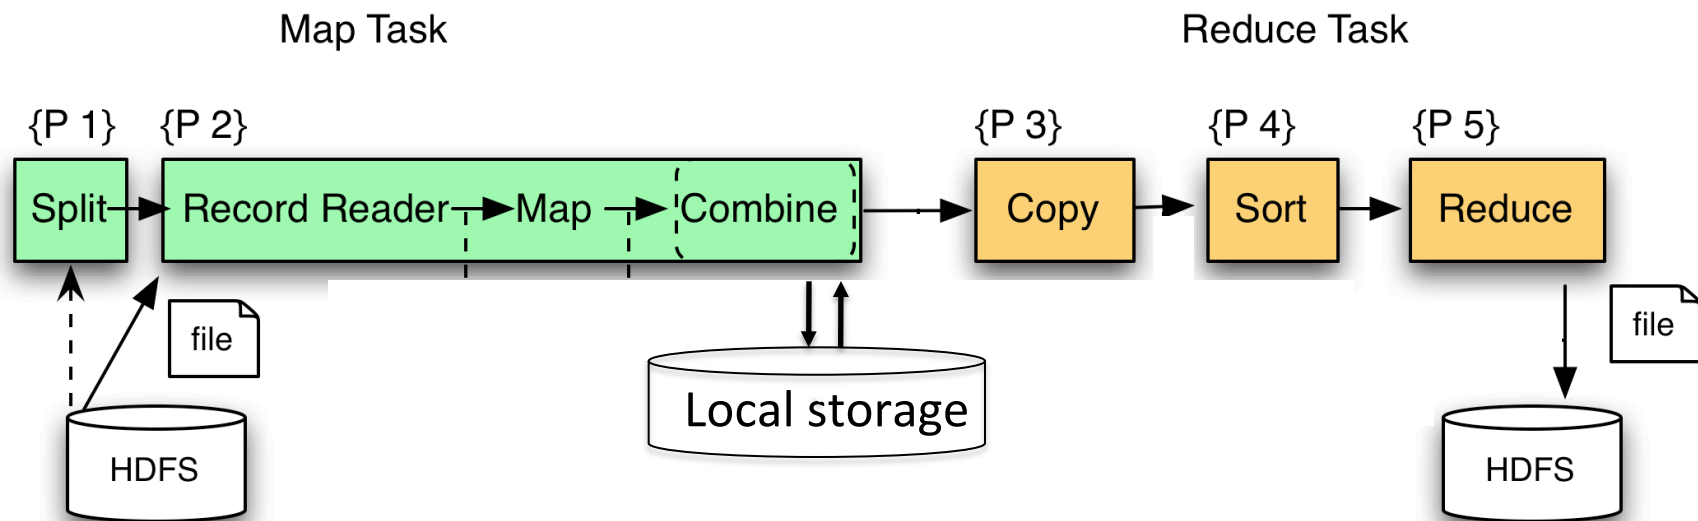 Map Task
Reduce Task
{P 1}
{P 2}
{P 3}
{P 4}
{P 5}
Split
Record Reader
Map
Combine
Copy
Sort
Reduce
file
file
Local storage
HDFS
HDFS